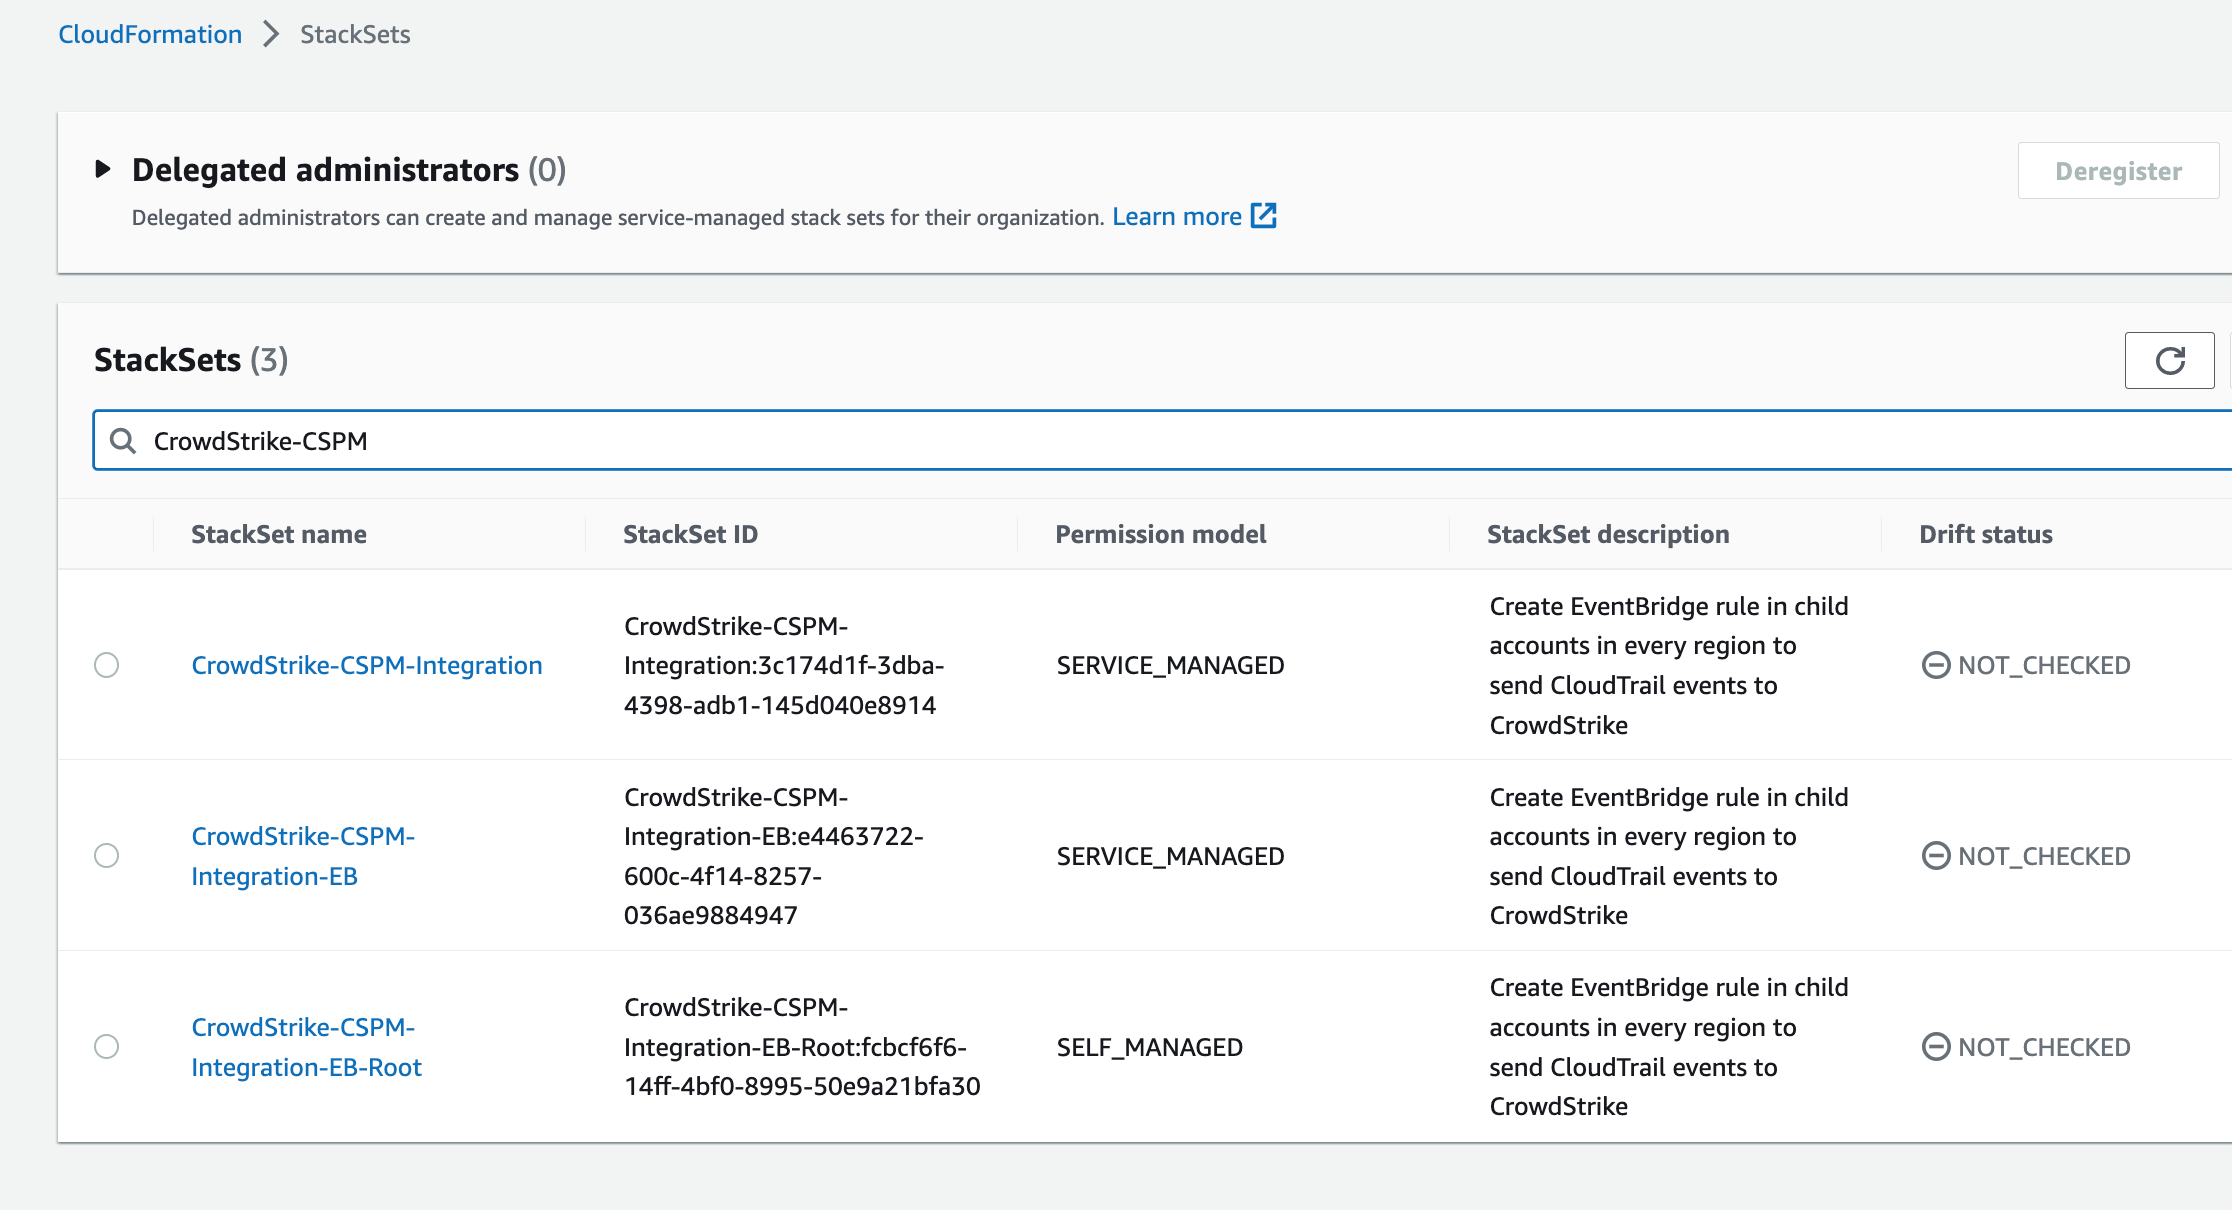 CloudFormation > StackSets
Delegated administrators (0)
Deregister
Delegated administrators can create and manage service-managed stack sets for their organization. Learn more
StackSets (3)
CrowdStrike-CSPM
StackSet name StackSet ID Permission model StackSet description Drift status
CrowdStrike-CSPM-Integration
CrowdStrike-CSPM-
Integration:3c174d1f-3dba-
4398-adb1-145d040e8914
SERVICE_MANAGED
Create EventBridge rule in child
accounts in every region to
send CloudTrail events to
CrowdStrike
NOT_CHECKED
CrowdStrike-CSPM-
Integration-EB
CrowdStrike-CSPM-
Integration-EB:e4463722-
600c-4f14-8257-
036ae9884947
SERVICE_MANAGED
Create EventBridge rule in child
accounts in every region to
send CloudTrail events to
CrowdStrike
NOT_CHECKED
CrowdStrike-CSPM-
Integration-EB-Root
CrowdStrike-CSPM-
Integration-EB-Root:fcbcf6f6-
14ff-4bf0-8995-50e9a21bfa30
SELF_MANAGED
Create EventBridge rule in child
accounts in every region to
send CloudTrail events to
CrowdStrike
NOT_CHECKED